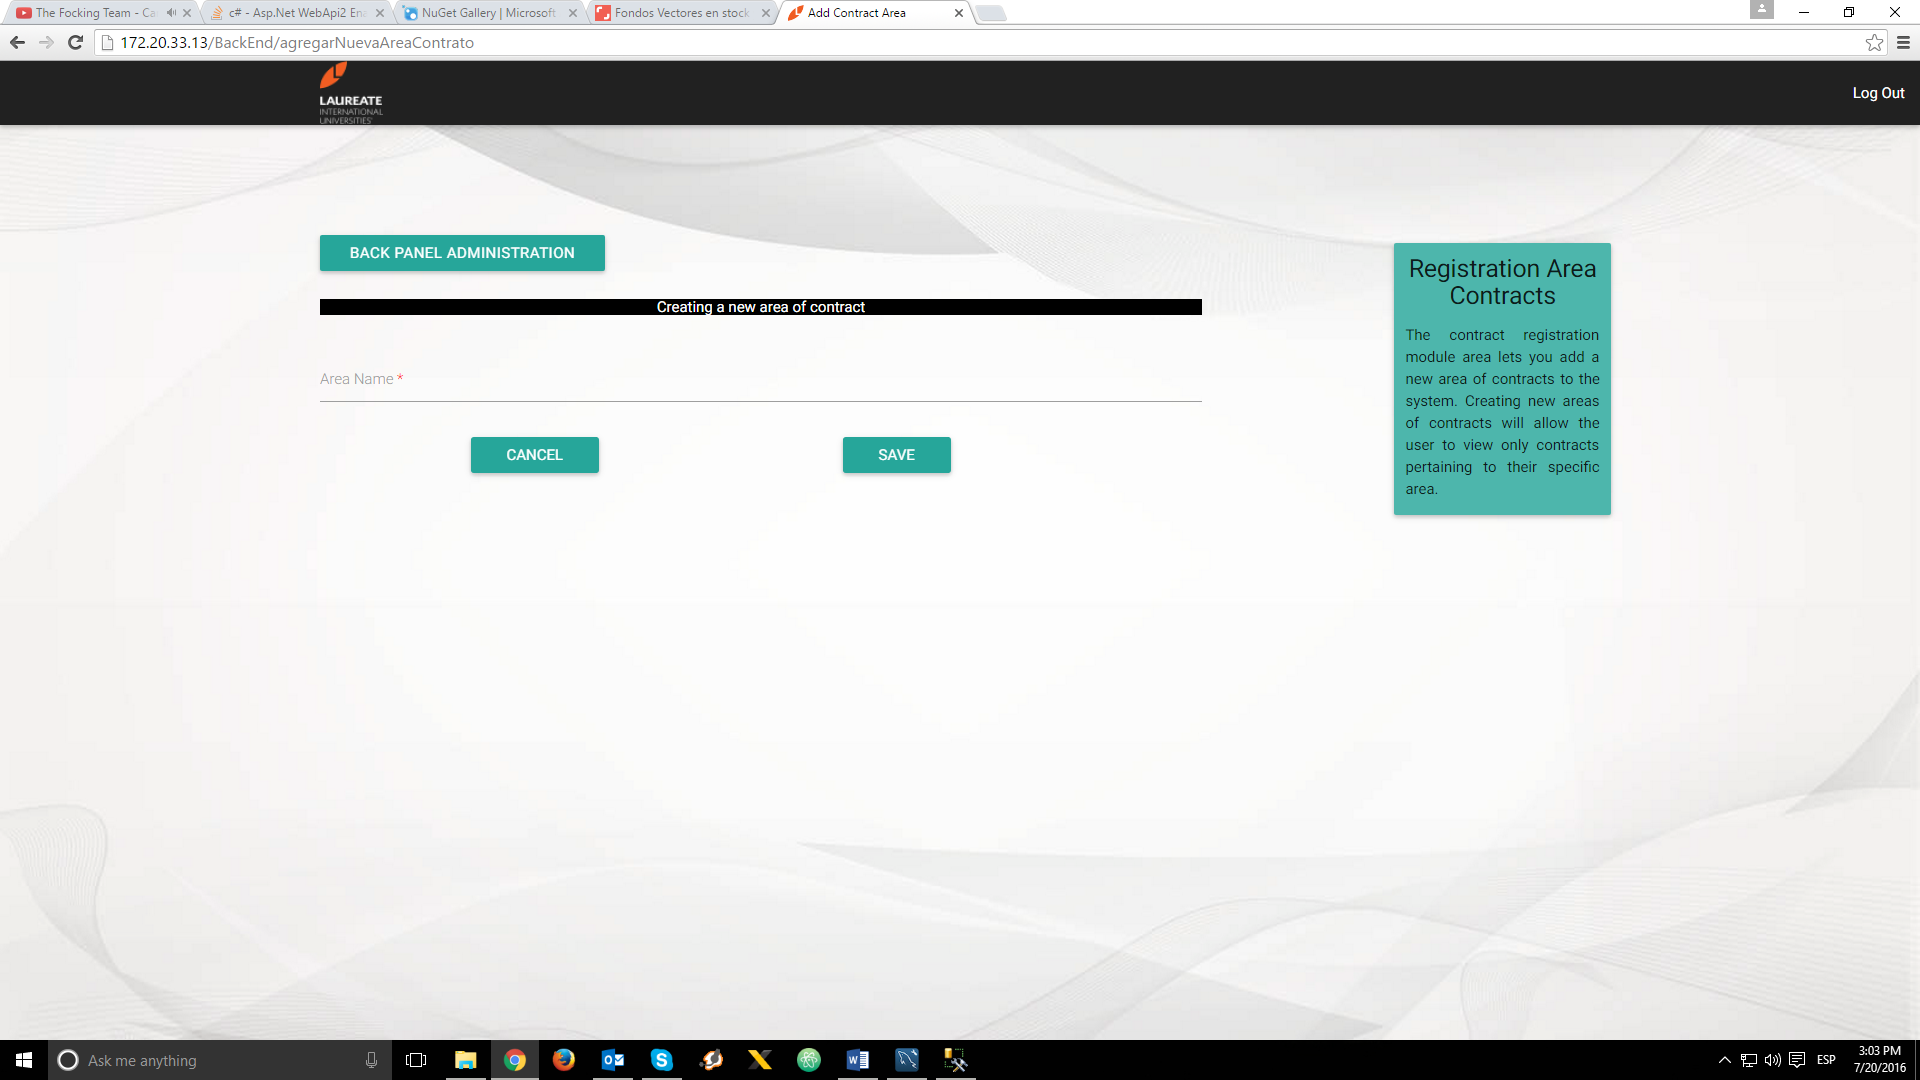 The Focking Team - Ca
c# - Asp.Net WebApi2 Ena
NuGet Gallery | Microsoft
Fondos Vectores en stock
Add Contract Area
172.20.33.13/BackEnd/agregarNuevaAreaContrato
LAUREATE
INTERNATIONAL
UNIVERSITIES
Log Out
BACK PANEL ADMINISTRATION
Creating a new area of contract
Area Name *
CANCEL
SAVE
Registration Area
Contracts
The contract registration
module area lets you add a
new area of contracts to the
system. Creating new areas
of contracts will allow the
user to view only contracts
pertaining to their specific
area.
Ask me anything
ESP
3:03 PM
7/20/2016